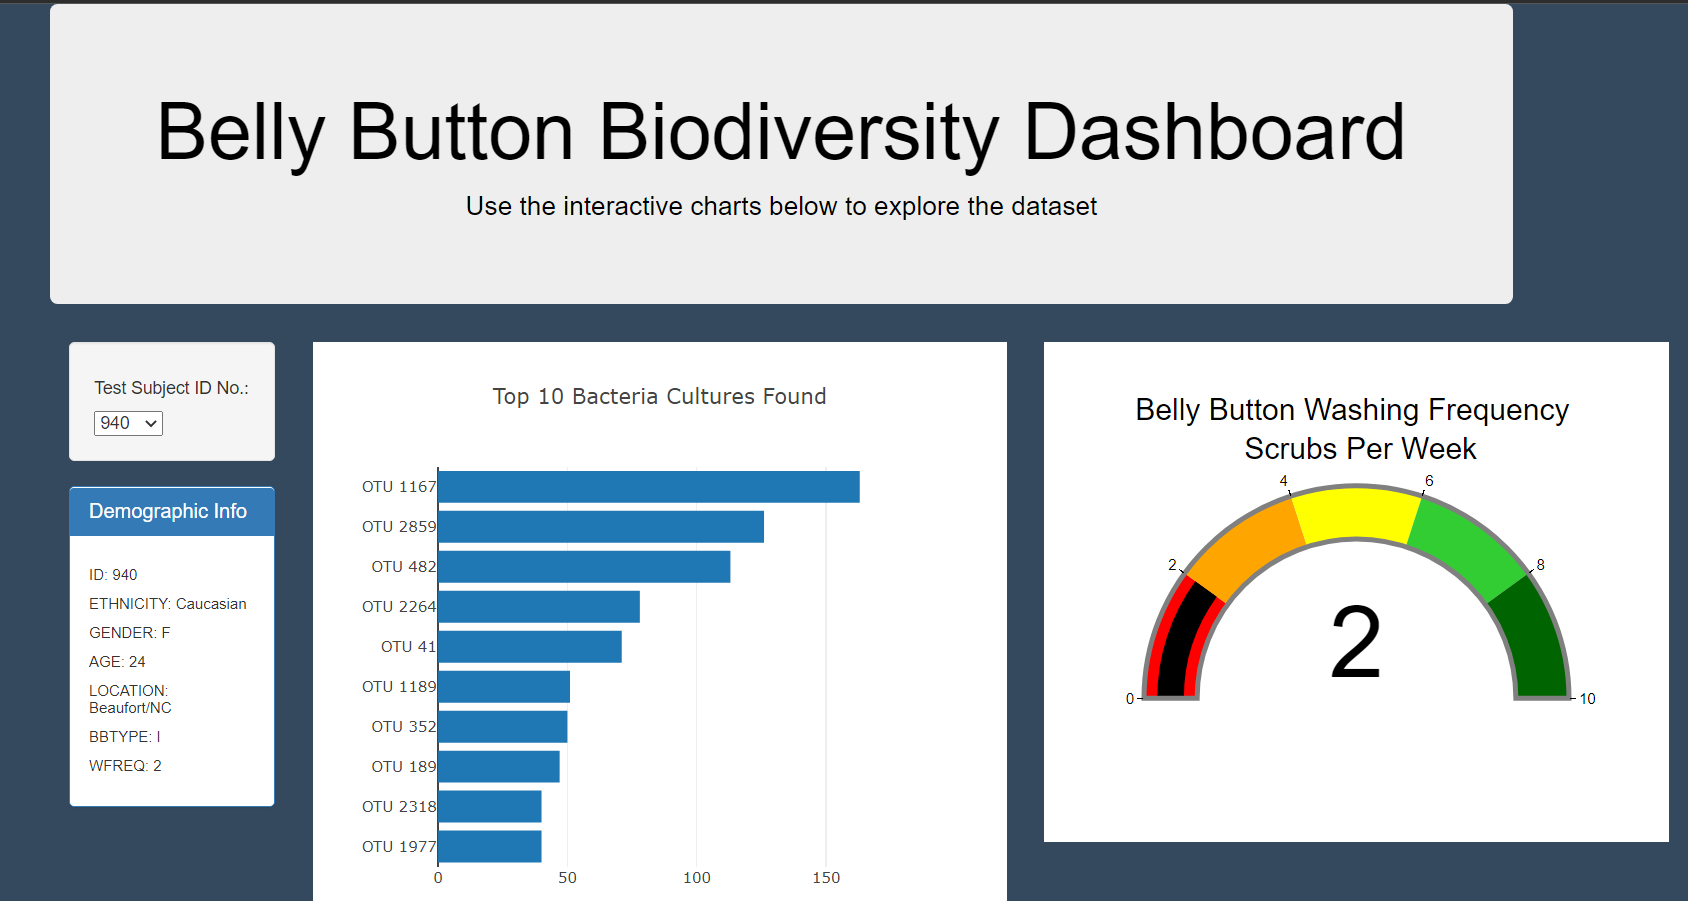 Belly Button Biodiversity Dashboard
Use the interactive charts below to explore the dataset
Test Subject ID No.:
940
Demographic Info
ID: 940
ETHNICITY: Caucasian
GENDER: F
AGE: 24
LOCATION:
Beaufort/NC
BBTYPE: I
WFREQ: 2
Top 10 Bacteria Cultures Found
OTU 1167
OTU 2859
OTU 482
OTU 2264
OTU 41
OTU 1189
OTU 352
OTU 189
OTU 2318
OTU 1977
0 50 100 150
Belly Button Washing Frequency
Scrubs Per Week
4 6
2 8
2
0 10